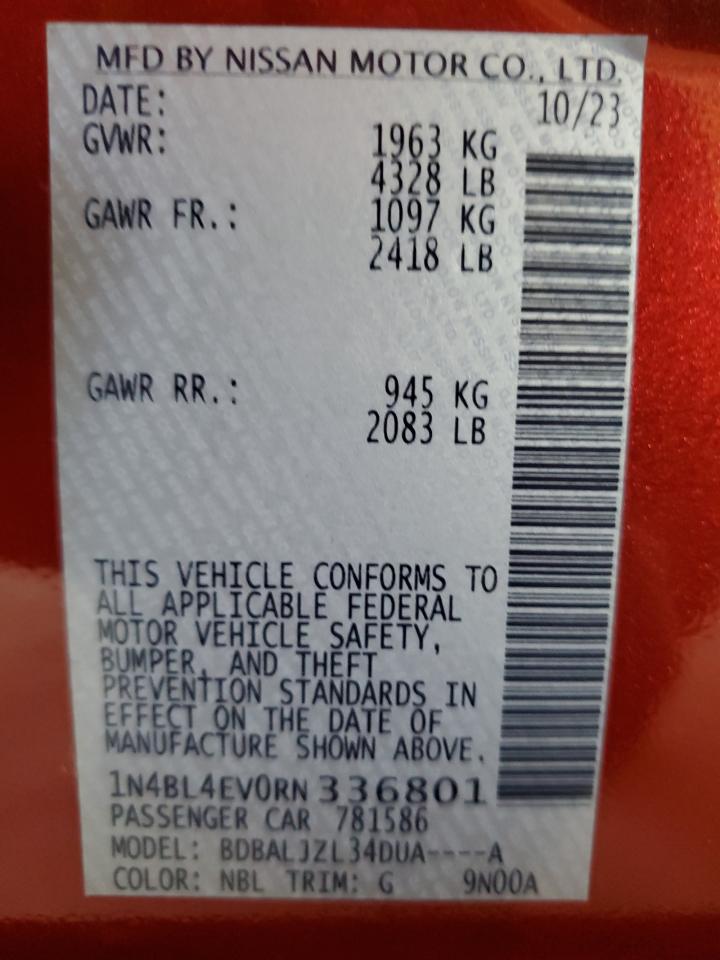 MFD BY NISSAN MOTOR CO., LTD.
DATE: 10/23
GVWR: 1963 KG
4328 LB
GAWR FR.: 1097 KG
2418 LB
GAWR RR.: 945 KG
2083 LB
THIS VEHICLE CONFORMS TO
ALL APPLICABLE FEDERAL
MOTOR VEHICLE SAFETY,
BUMPER, AND THEFT
PREVENTION STANDARDS IN
EFFECT ON THE DATE OF
MANUFACTURE SHOWN ABOVE.
1N4BL4EV0RN 336801
PASSENGER CAR 781586
MODEL: BDBALJZL34DUA----A
COLOR: NBL TRIM: G 9N00A